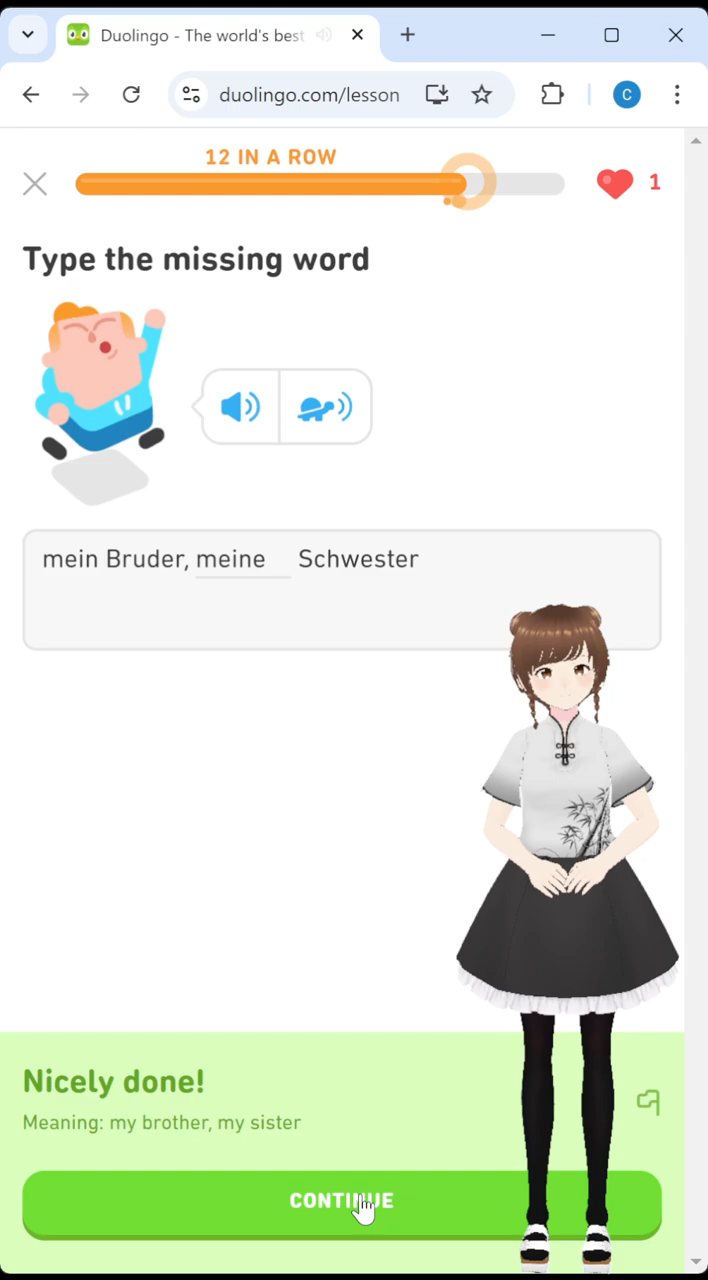 Duolingo - The world's best
duolingo.com/lesson
C
12 IN A ROW
1
Type the missing word
mein Bruder, meine Schwester
Nicely done!
Meaning: my brother, my sister
CONTINUE